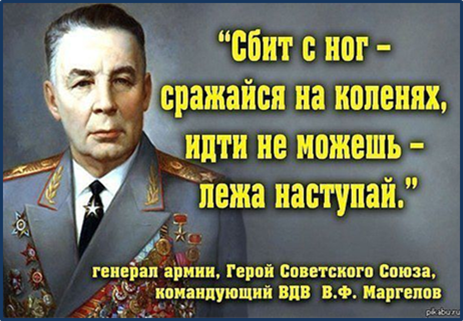 “Сбит с ног –
сражайся на коленях,
идти не можешь –
лежа наступай.”
генерал армии, Герой Советского Союза,
командующий ВДВ В.Ф. Маргелов
pikabu.ru